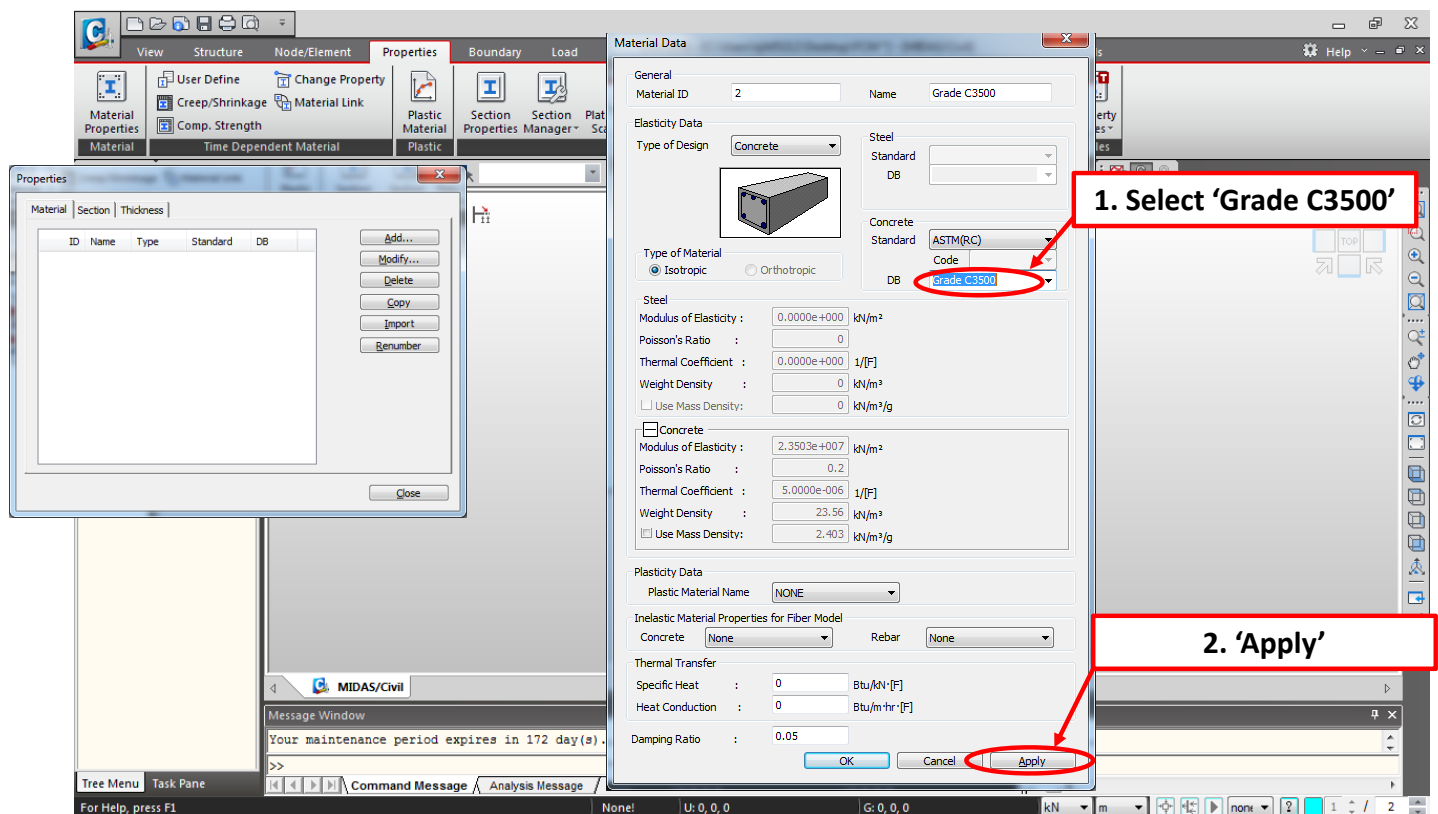 View Structure Node/Element Properties Boundary Load
Help
User Define
Creep/Shrinkage
Comp. Strength
Change Property
Material Link
Material
Properties
Plastic
Material
Section
Properties
Section
Manager
Material
Time Dependent Material
Plastic
Properties
Material Section Thickness
ID Name Type Standard DB
Add...
Modify...
Delete
Copy
Import
Renumber
Close
Material Data
General
Material ID 2 Name Grade C3500
Elasticity Data
Type of Design Concrete
Steel
Standard
DB
Concrete
Standard ASTM(RC)
Code
DB Grade C3500
Type of Material
Isotropic Orthotropic
Steel
Modulus of Elasticity : 0.0000e+000 kN/m²
Poisson's Ratio : 0
Thermal Coefficient : 0.0000e+000 1/[F]
Weight Density : 0 kN/m³
Use Mass Density: 0 kN/m³/g
Concrete
Modulus of Elasticity : 2.3503e+007 kN/m²
Poisson's Ratio : 0.2
Thermal Coefficient : 5.0000e-006 1/[F]
Weight Density : 23.56 kN/m³
Use Mass Density: 2.403 kN/m³/g
Plasticity Data
Plastic Material Name NONE
Inelastic Material Properties for Fiber Model
Concrete None Rebar None
Thermal Transfer
Specific Heat : 0 Btu/kN·[F]
Heat Conduction : 0 Btu/m·hr·[F]
Damping Ratio : 0.05
OK Cancel Apply
1. Select ‘Grade C3500’
2. ‘Apply’
TOP
MIDAS/Civil
Message Window
Your maintenance period expires in 172 day(s).
>>
Tree Menu Task Pane
Command Message Analysis Message
For Help, press F1
None! U: 0, 0, 0 G: 0, 0, 0 kN m none 1 / 2